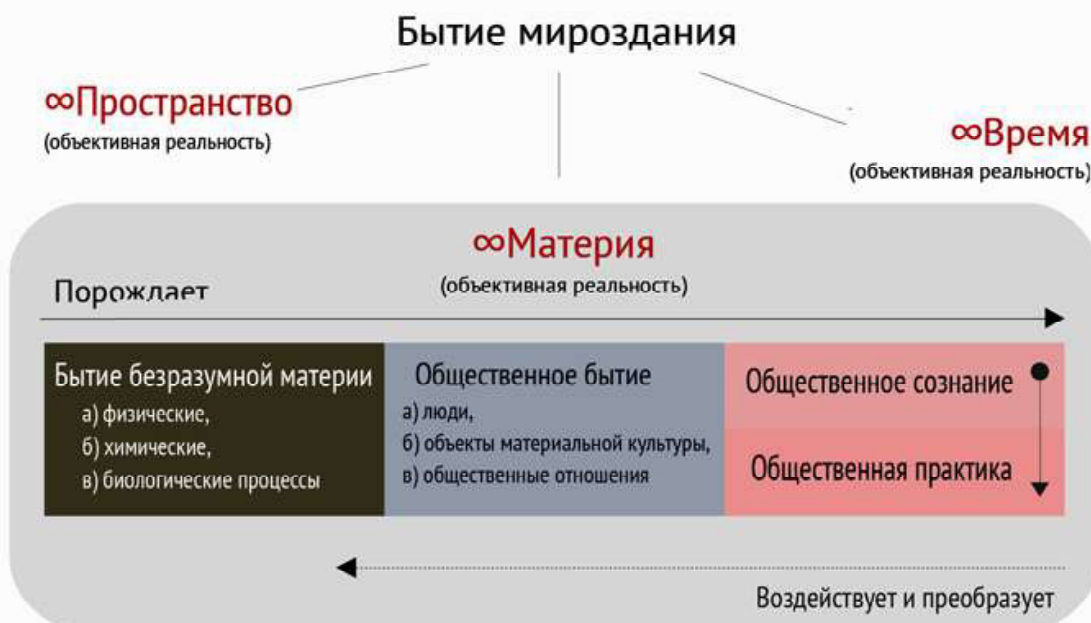 Бытие мироздания
∞Пространство
(объективная реальность)
∞Время
(объективная реальность)
∞Материя
(объективная реальность)
Порождает
Бытие безразумной материи
а) физические,
б) химические,
в) биологические процессы
Общественное бытие
а) люди,
б) объекты материальной культуры,
в) общественные отношения
Общественное сознание
Общественная практика
Воздействует и преобразует